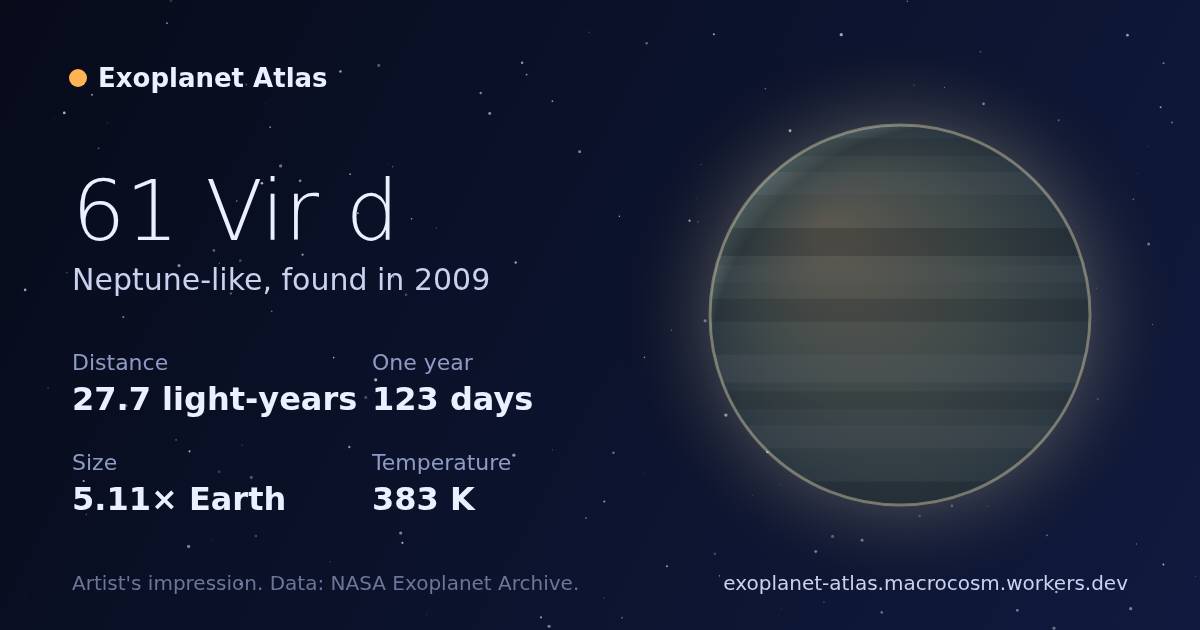 Exoplanet Atlas
61 Vir d
Neptune-like, found in 2009
Distance
One year
27.7 light-years
123 days
Size
Temperature
5.11× Earth
383 K
Artist's impression. Data: NASA Exoplanet Archive.
exoplanet-atlas.macrocosm.workers.dev